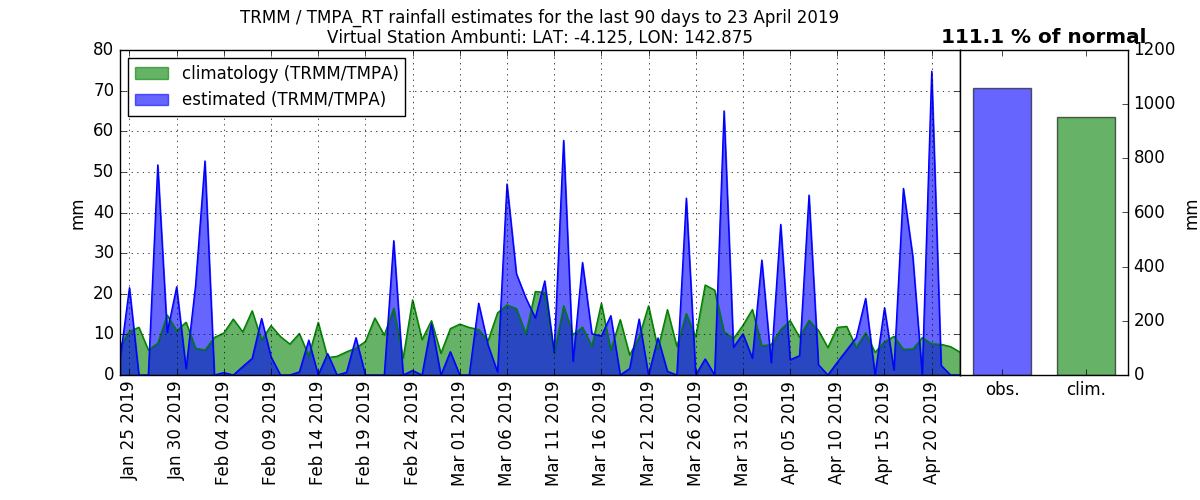 TRMM / TMPA_RT rainfall estimates for the last 90 days to 23 April 2019
Virtual Station Ambunti: LAT: -4.125, LON: 142.875
111.1 % of normal
climatology (TRMM/TMPA)
estimated (TRMM/TMPA)
mm
80
70
60
50
40
30
20
10
0
Jan 25 2019
Jan 30 2019
Feb 04 2019
Feb 09 2019
Feb 14 2019
Feb 19 2019
Feb 24 2019
Mar 01 2019
Mar 06 2019
Mar 11 2019
Mar 16 2019
Mar 21 2019
Mar 26 2019
Mar 31 2019
Apr 05 2019
Apr 10 2019
Apr 15 2019
Apr 20 2019
obs.
clim.
1200
1000
800
600
400
200
0
mm